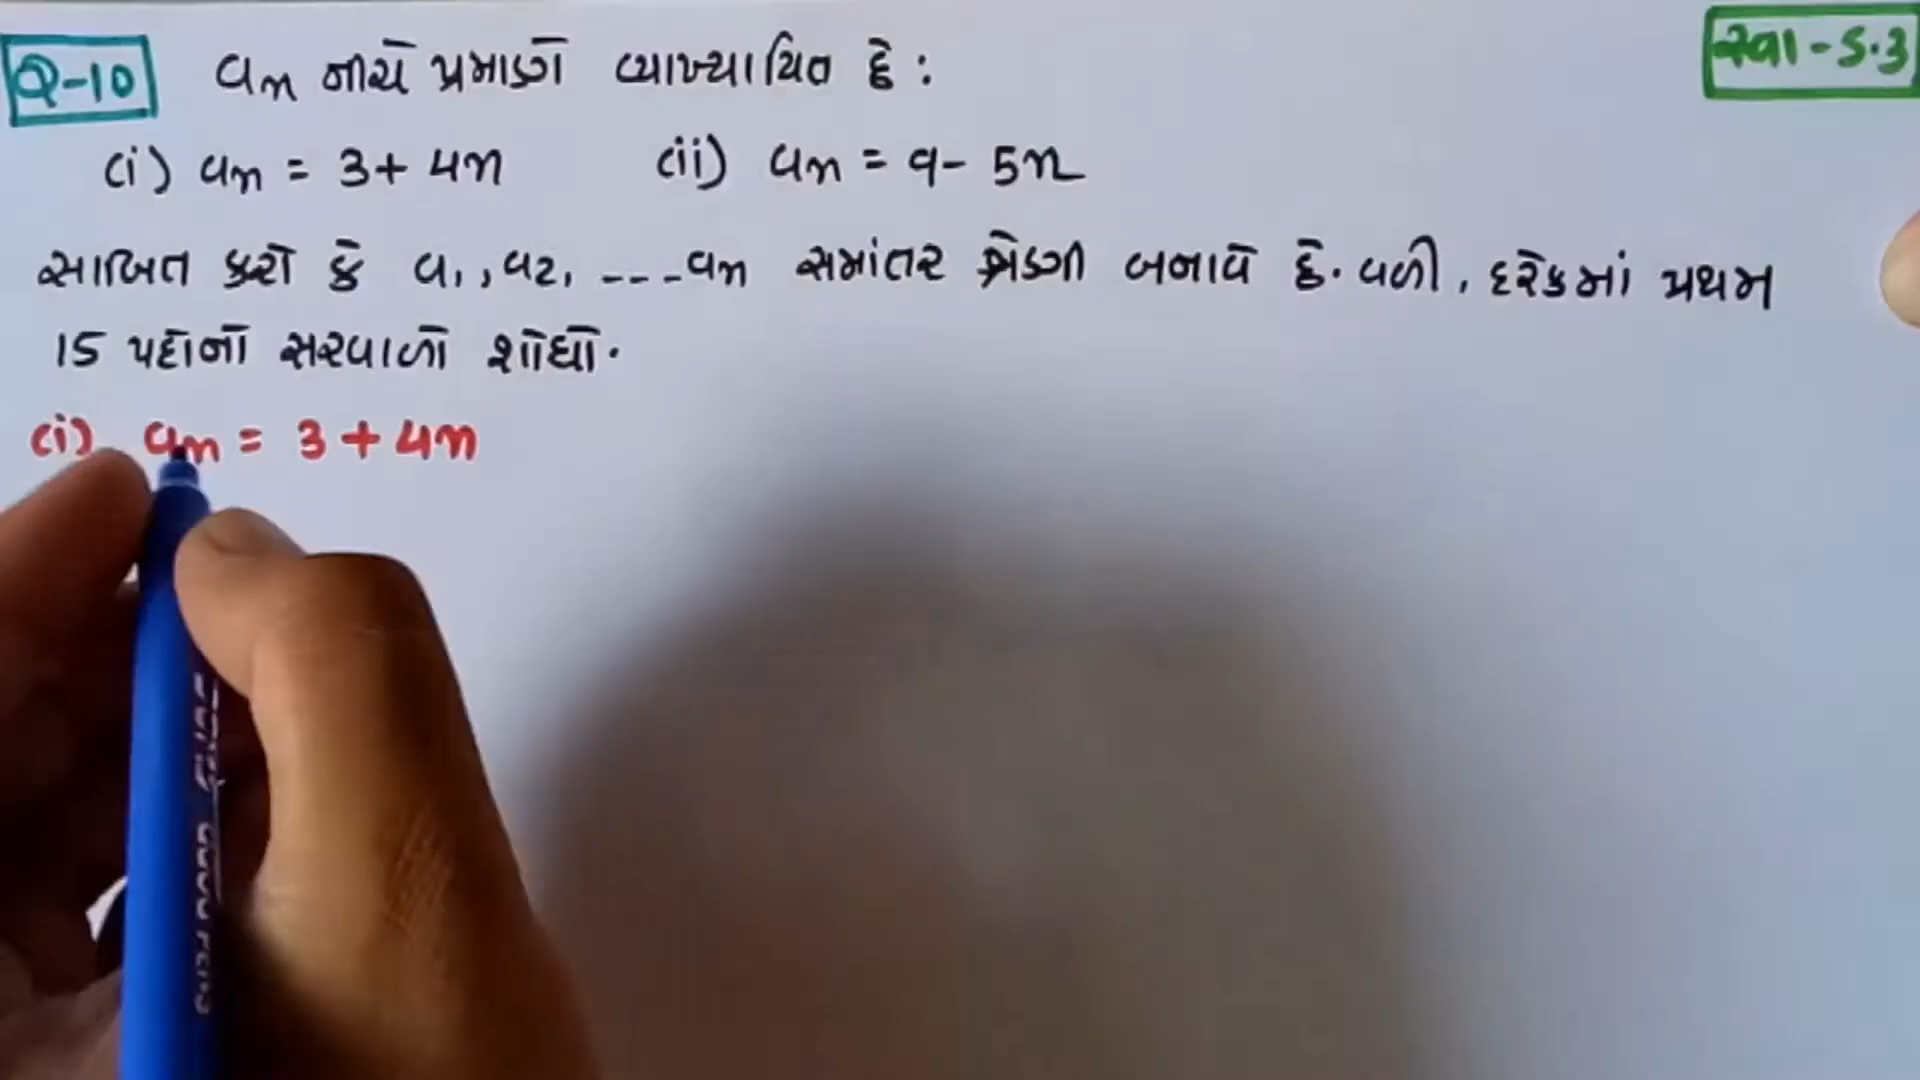 Q-10 an નીચે પ્રમાણે વ્યાખ્યાયિત છે :
સ્વા - 5.3
(i) an = 3 + 4n (ii) an = 9 - 5n
સાબિત કરો કે a1, a2, --- an સમાંતર શ્રેણી બનાવે છે. વળી, દરેકમાં પ્રથમ
15 પદોનો સરવાળો શોધો.
(i) an = 3 + 4n